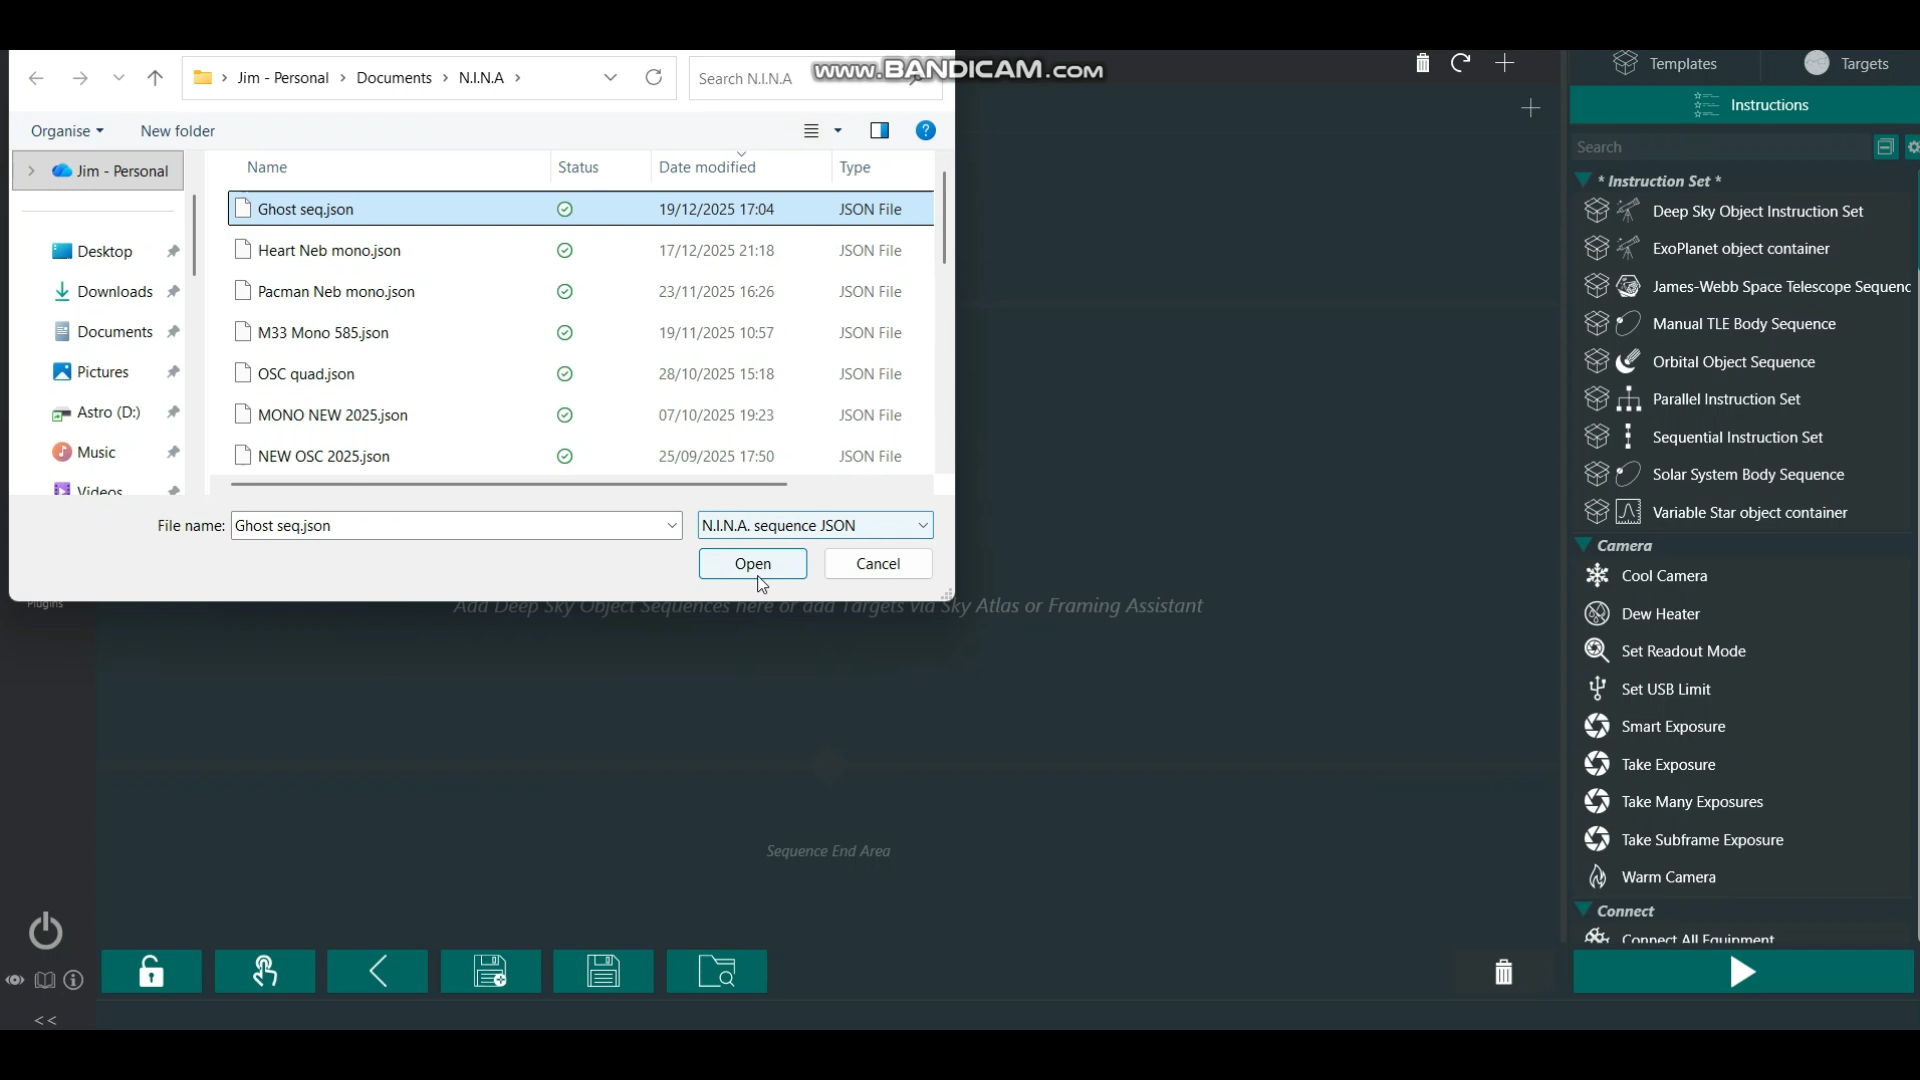 Jim - Personal > Documents > N.I.N.A >
Search N.I.N.A
www.BANDICAM.com
Organise
New folder
Name
Status
Date modified
Type
Jim - Personal
Desktop
Downloads
Documents
Pictures
Astro (D:)
Music
Videos
Ghost seq.json 19/12/2025 17:04 JSON File
Heart Neb mono.json 17/12/2025 21:18 JSON File
Pacman Neb mono.json 23/11/2025 16:26 JSON File
M33 Mono 585.json 19/11/2025 10:57 JSON File
OSC quad.json 28/10/2025 15:18 JSON File
MONO NEW 2025.json 07/10/2025 19:23 JSON File
NEW OSC 2025.json 25/09/2025 17:50 JSON File
File name: Ghost seq.json
N.I.N.A. sequence JSON
Open
Cancel
Plugins
Add Deep Sky Object Sequences here or add Targets via Sky Atlas or Framing Assistant
Sequence End Area
<<
Templates
Targets
Instructions
Search
* Instruction Set *
Deep Sky Object Instruction Set
ExoPlanet object container
James-Webb Space Telescope Sequenc
Manual TLE Body Sequence
Orbital Object Sequence
Parallel Instruction Set
Sequential Instruction Set
Solar System Body Sequence
Variable Star object container
Camera
Cool Camera
Dew Heater
Set Readout Mode
Set USB Limit
Smart Exposure
Take Exposure
Take Many Exposures
Take Subframe Exposure
Warm Camera
Connect
Connect All Equipment